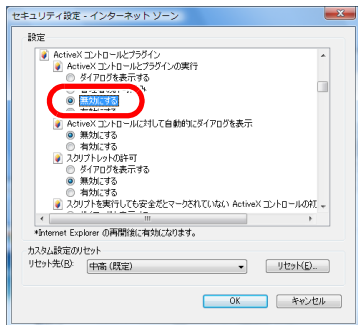 セキュリティ設定 - インターネット ゾーン
設定
ActiveX コントロールとプラグイン
ActiveX コントロールとプラグインの実行
ダイアログを表示する
無効にする
ActiveX コントロールに対して自動的にダイアログを表示
無効にする
有効にする
スクリプトレットの許可
ダイアログを表示する
無効にする
有効にする
スクリプトを実行しても安全だとマークされていない ActiveX コントロールの初
*Internet Explorer の再開後に有効になります。
カスタム設定のリセット
リセット先(R): 中高 (既定) リセット(E)...
OK キャンセル